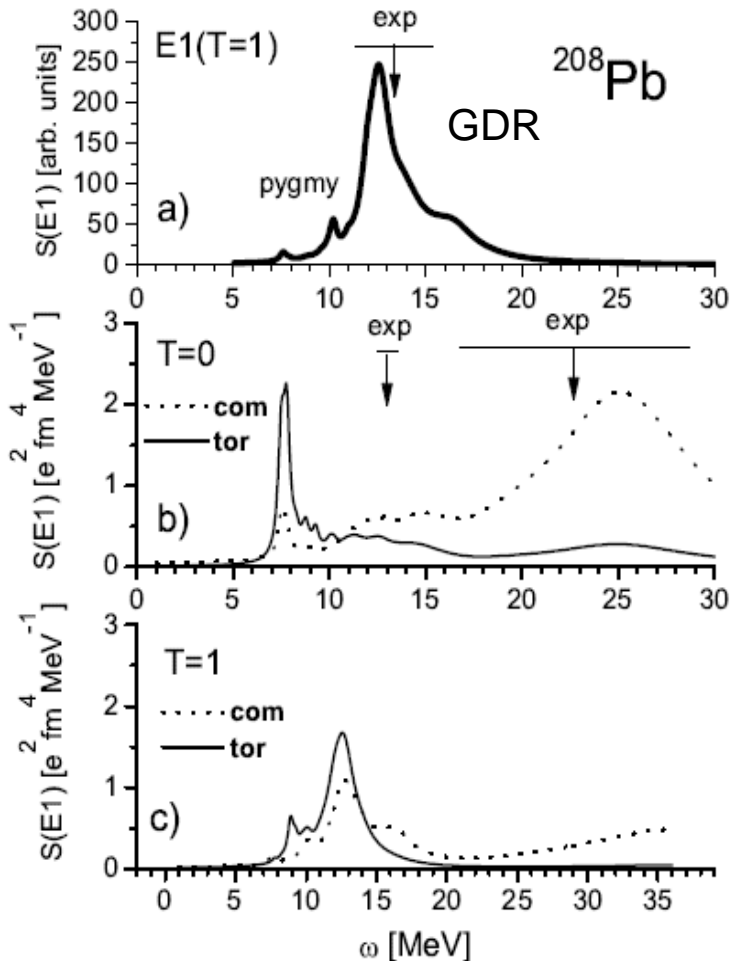 exp
E1(T=1)
²⁰⁸Pb
GDR
pygmy
a)
S(E1) [arb. units]
300
250
200
150
100
50
0
0 5 10 15 20 25 30
exp
exp
T=0
com
tor
b)
S(E1) [e² fm⁴ MeV⁻¹]
3
2
1
0
0 5 10 15 20 25 30
T=1
com
tor
c)
S(E1) [e² fm⁴ MeV⁻¹]
3
2
1
0
0 5 10 15 20 25 30 35
ω [MeV]